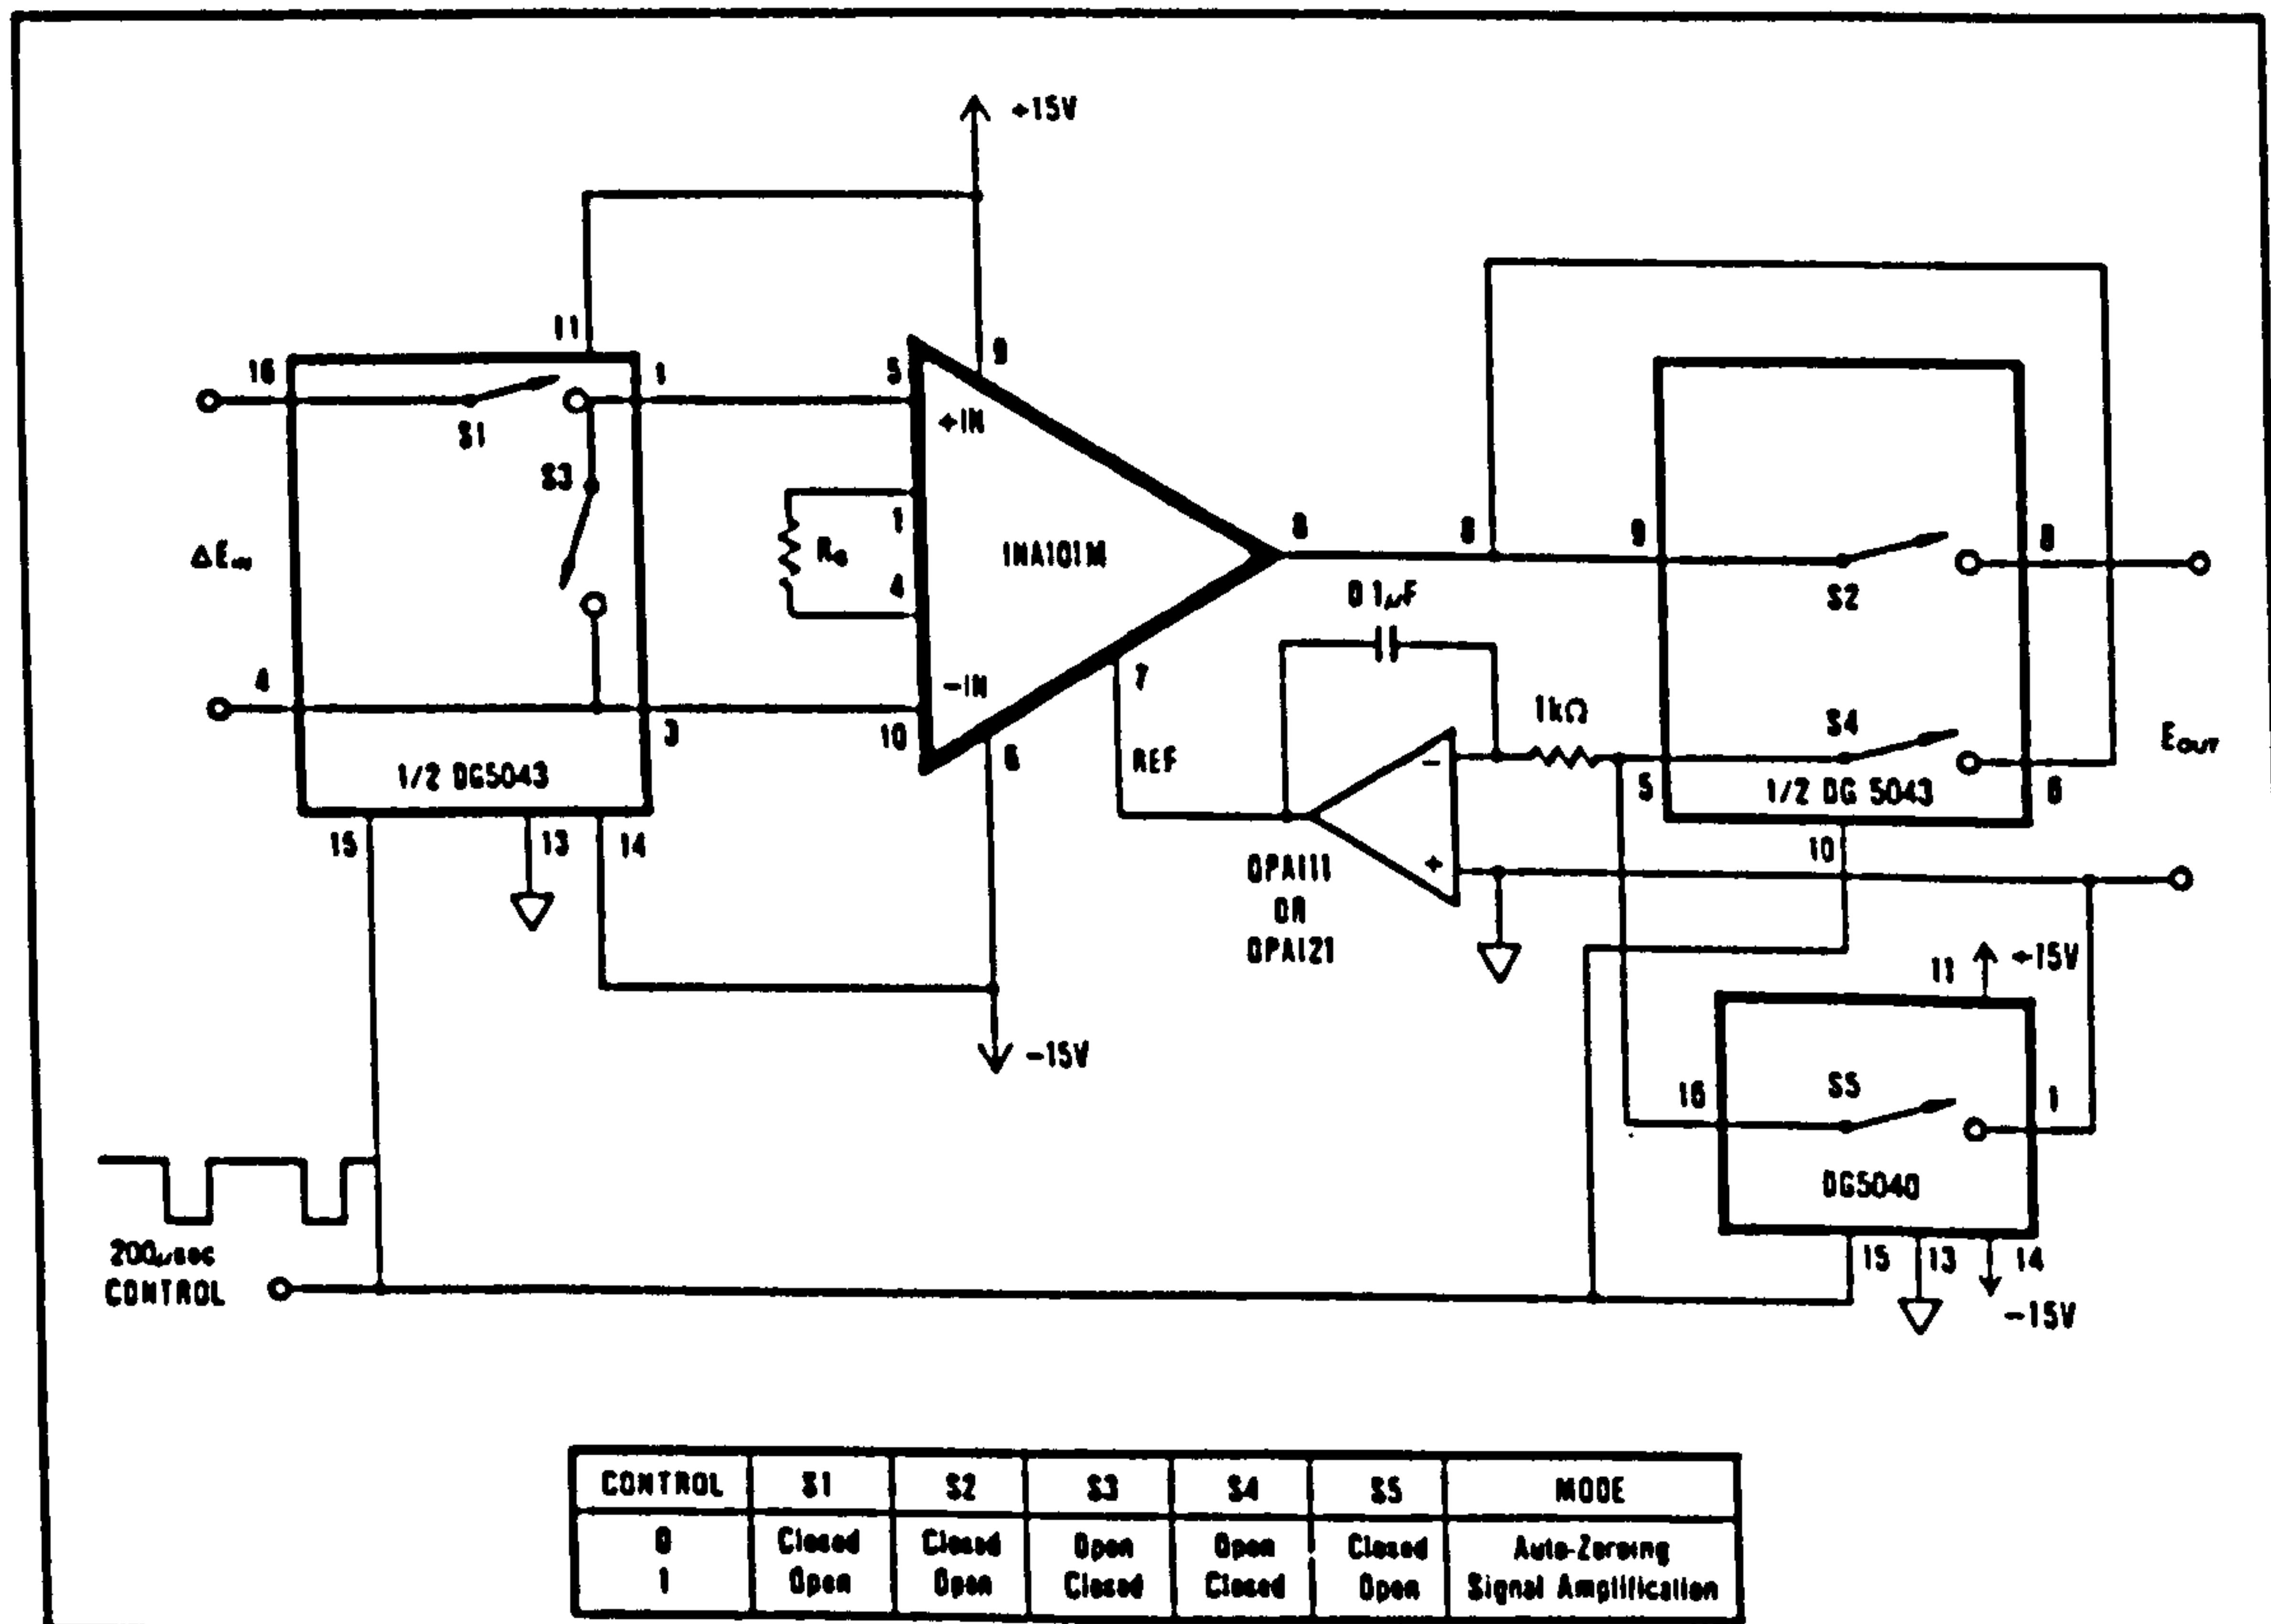 +15V
11
16
1
S1
S3
ΔE_IN
4
3
1/2 DG5043
15
13
14
5
9
+IN
1
R_G
4
INA101M
-IN
10
6
7
REF
8
-15V
8
0.1μF
1kΩ
-
+
OPA111
OR
OPA121
9
S2
8
S4
5
1/2 DG 5043
6
10
E_OUT
11
+15V
16
S5
1
DG5040
15
13
14
-15V
200μsec
CONTROL
CONTROL S1 S2 S3 S4 S5 MODE
0 Closed Closed Open Open Closed Auto-Zeroing
1 Open Open Closed Closed Open Signal Amplification